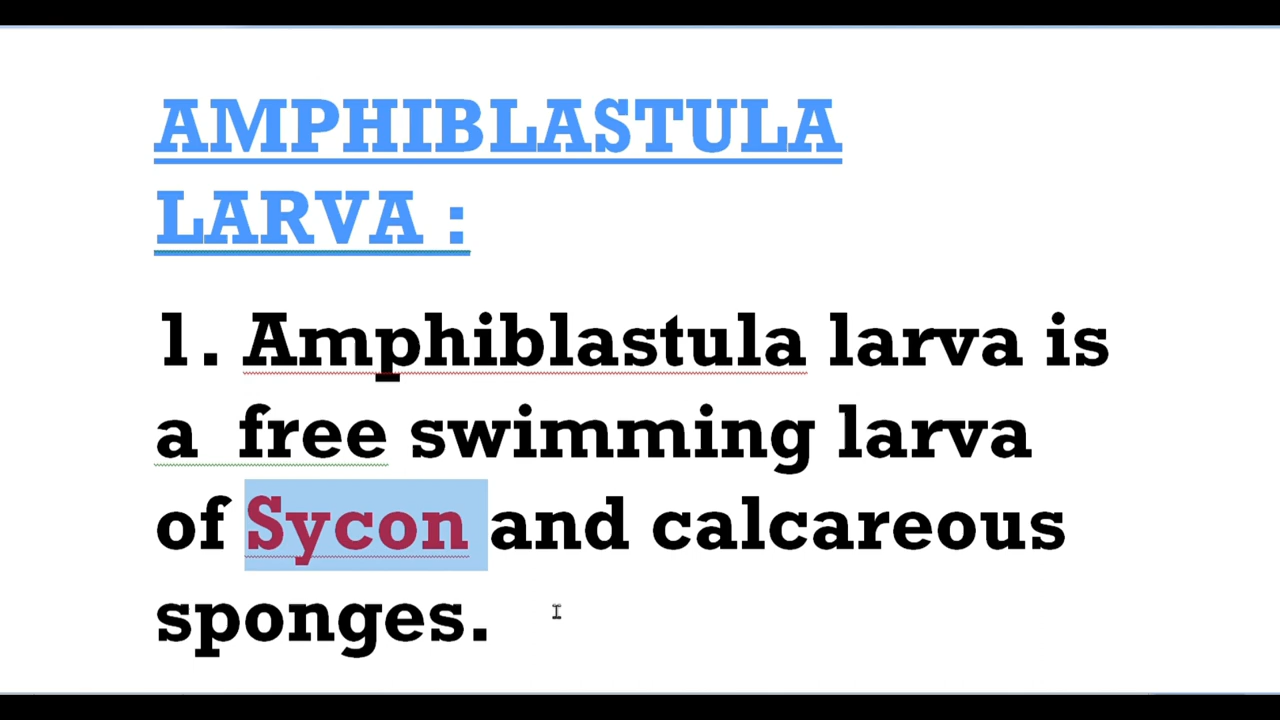 AMPHIBLASTULA
LARVA :
1. Amphiblastula larva is
a free swimming larva
of Sycon and calcareous
sponges.